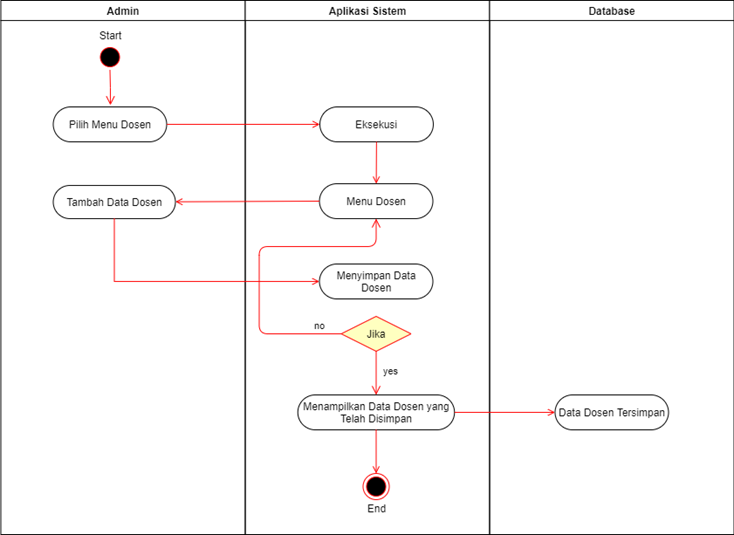 Admin
Aplikasi Sistem
Database
Start
Pilih Menu Dosen
Eksekusi
Tambah Data Dosen
Menu Dosen
Menyimpan Data
Dosen
no
Jika
yes
Menampilkan Data Dosen yang
Telah Disimpan
Data Dosen Tersimpan
End